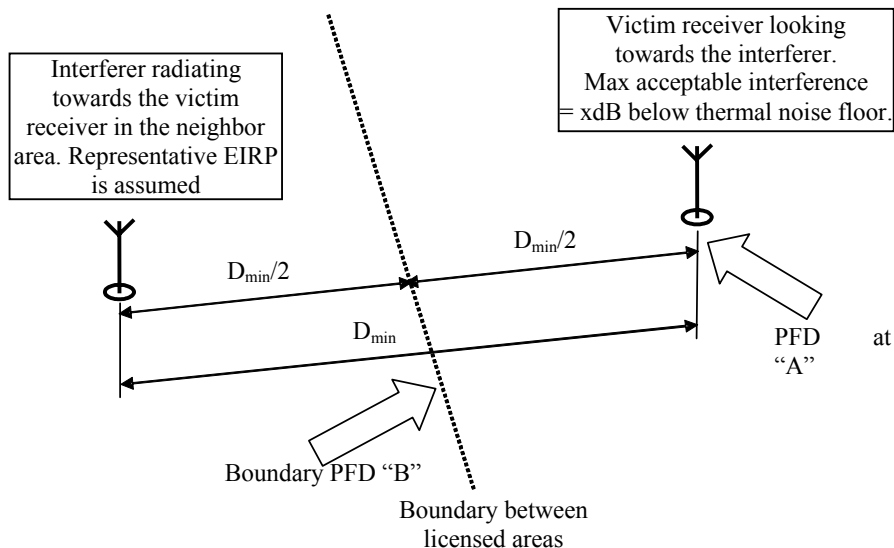 Interferer radiating
towards the victim
receiver in the neighbor
area. Representative EIRP
is assumed
Victim receiver looking
towards the interferer.
Max acceptable interference
= xdB below thermal noise floor.
D_min/2
D_min/2
D_min
PFD at
“A”
Boundary PFD “B”
Boundary between
licensed areas